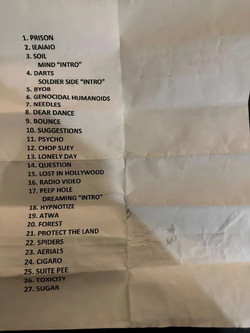 1. PRISON
2. IEAIAIO
3. SOIL
MIND "INTRO"
4. DARTS
SOLDIER SIDE "INTRO"
5. BYOB
6. GENOCIDAL HUMANOIDS
7. NEEDLES
8. DEAR DANCE
9. BOUNCE
10. SUGGESTIONS
11. PSYCHO
12. CHOP SUEY
13. LONELY DAY
14. QUESTION
15. LOST IN HOLLYWOOD
16. RADIO VIDEO
17. PEEP HOLE
DREAMING "INTRO"
18. HYPNOTIZE
19. ATWA
20. FOREST
21. PROTECT THE LAND
22. SPIDERS
23. AERIALS
24. CIGARO
25. SUITE PEE
26. TOXICITY
27. SUGAR